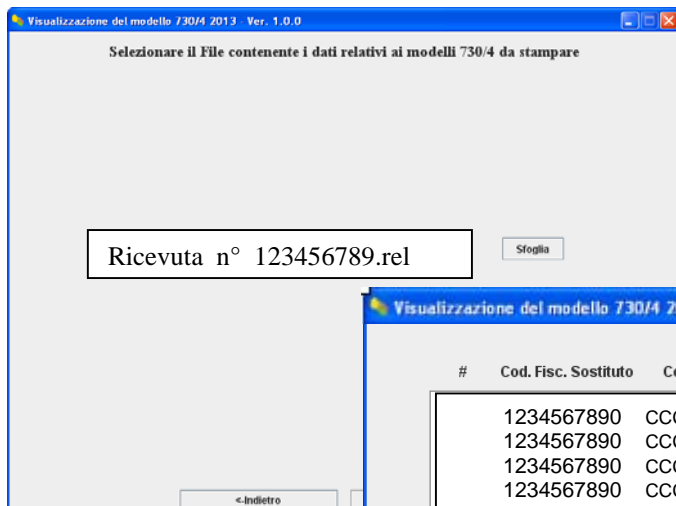 Visualizzazione del modello 730/4 2013 - Ver. 1.0.0
Selezionare il File contenente i dati relativi ai modelli 730/4 da stampare
Ricevuta n° 123456789.rel
Sfoglia
Visualizzazione del modello 730/4
# Cod. Fisc. Sostituto
1234567890
1234567890
1234567890
1234567890
<-Indietro